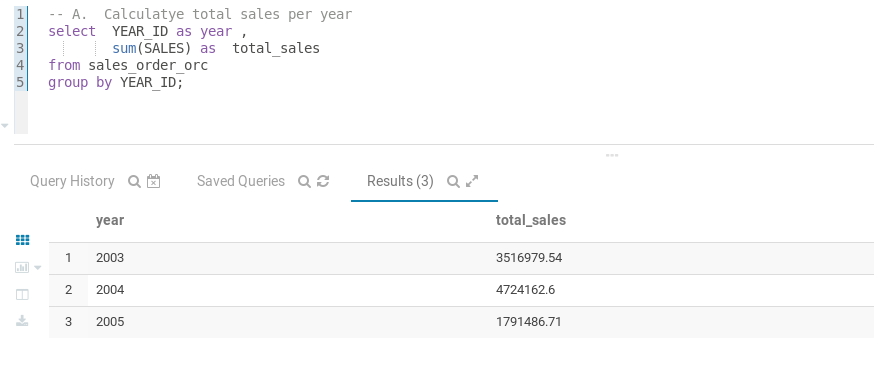 1 -- A.  Calculatye total sales per year
2 select  YEAR_ID as year ,
3         sum(SALES) as  total_sales
4 from sales_order_orc
5 group by YEAR_ID;
Query History Saved Queries Results (3)
year total_sales
1 2003 3516979.54
2 2004 4724162.6
3 2005 1791486.71